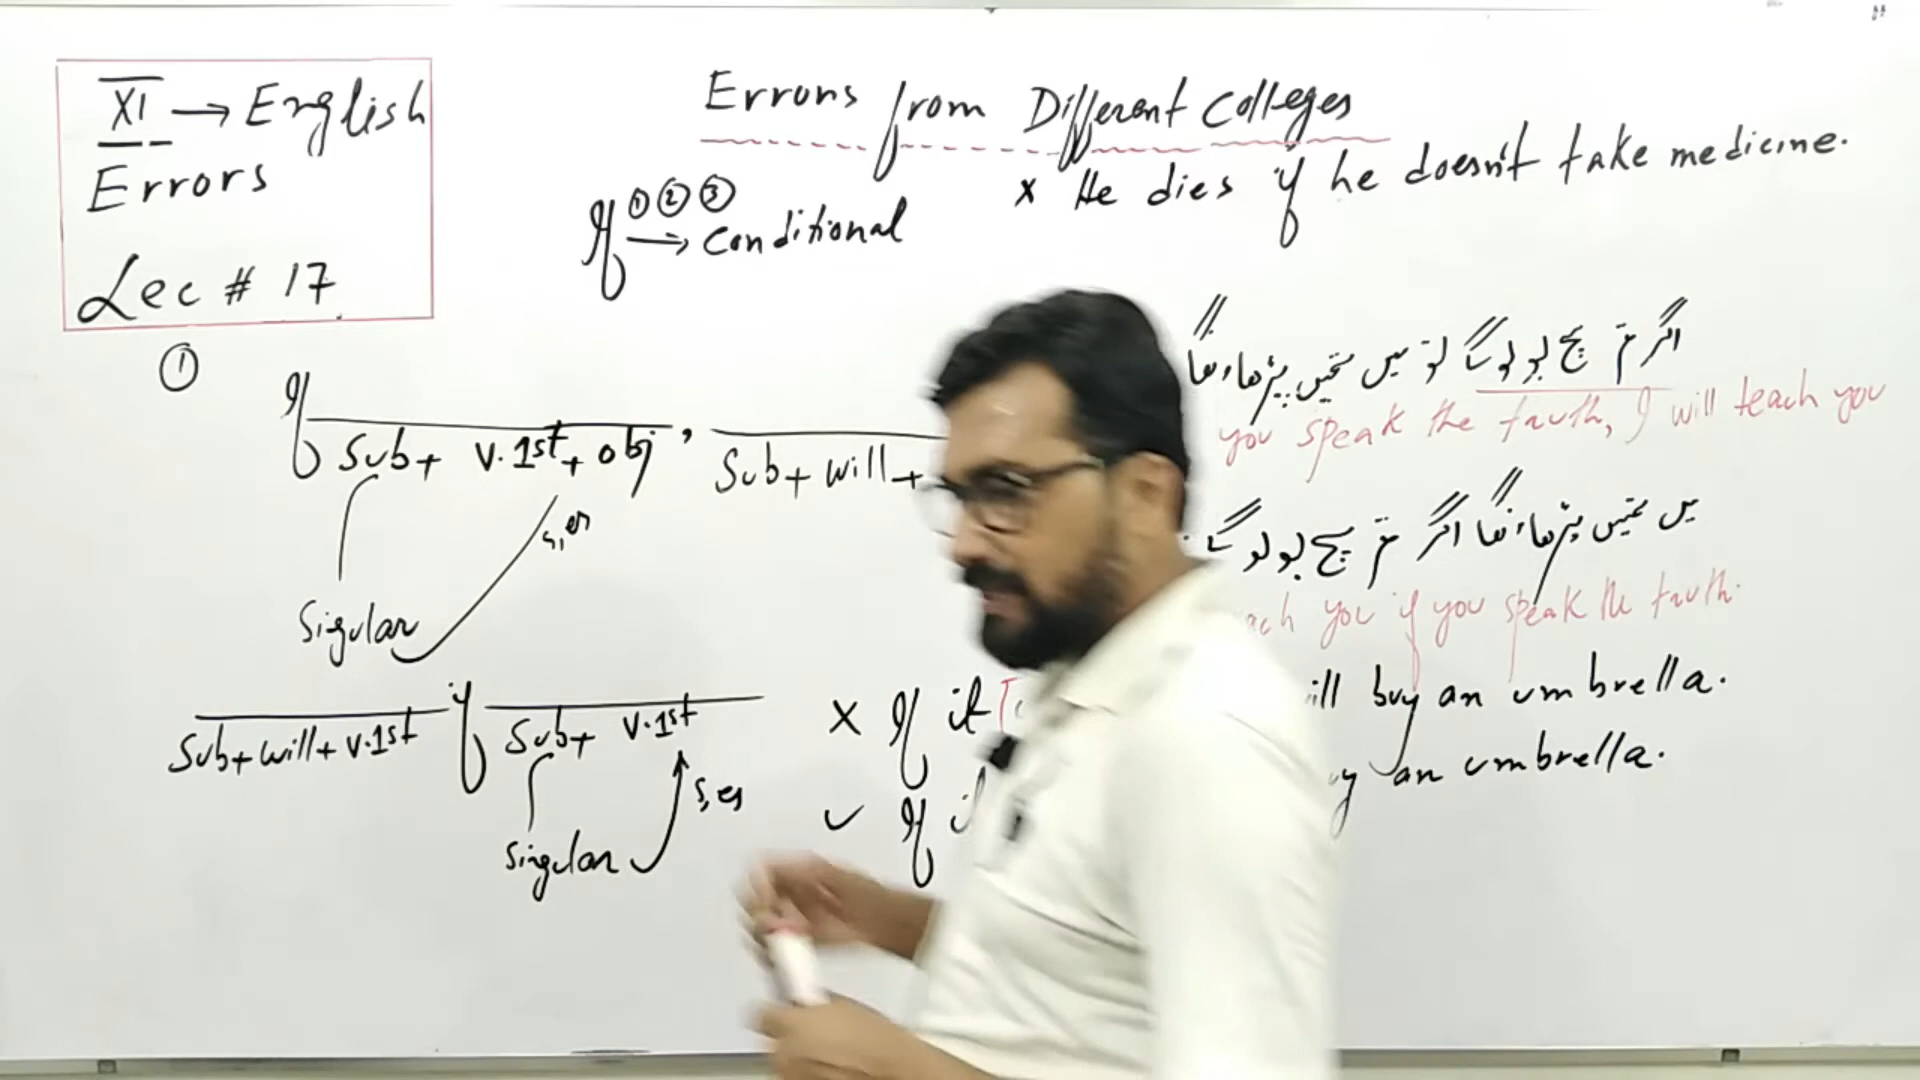 XI → English
Errors
Lec # 17
Errors from Different Colleges
① ② ③
If → Conditional
x He dies if he doesn't take medicine.
①
If Sub + v.1st + obj , Sub + will +
s, es
Singular
اگر تم سچ بولو گے تو میں تمہیں پڑھاؤنگا
you speak the truth, I will teach you
میں تمہیں پڑھاؤنگا اگر تم سچ بولو گے
ach you if you speak the truth.
Sub + will + v.1st if Sub + v.1st
s, es
Singular
x If it ill buy an umbrella.
✓ If i y an umbrella.